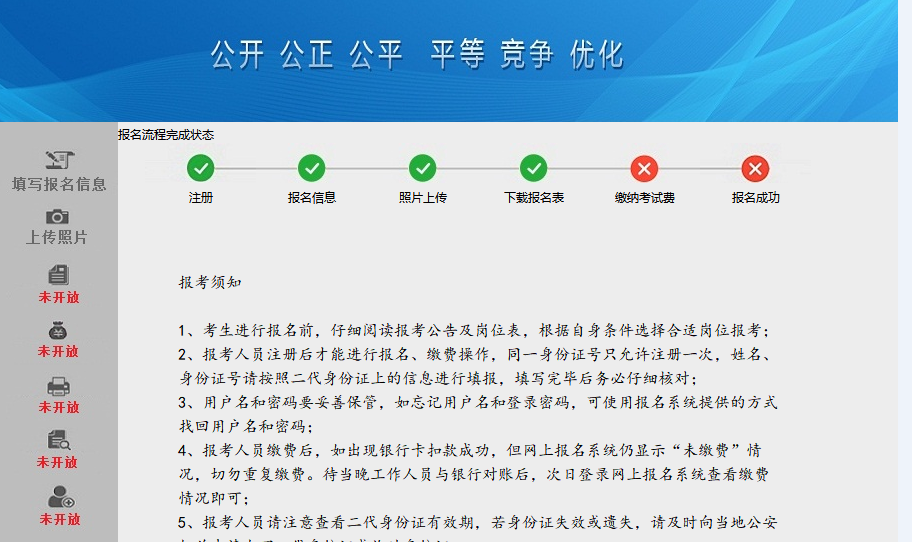 公开 公正 公平 平等 竞争 优化
报名流程完成状态
注册 报名信息 照片上传 下载报名表 缴纳考试费 报名成功
填写报名信息
上传照片
未开放
未开放
未开放
未开放
未开放
报考须知
1、考生进行报名前，仔细阅读报考公告及岗位表，根据自身条件选择合适岗位报考；
2、报考人员注册后才能进行报名、缴费操作，同一身份证号只允许注册一次，姓名、
身份证号请按照二代身份证上的信息进行填报，填写完毕后务必仔细核对；
3、用户名和密码要妥善保管，如忘记用户名和登录密码，可使用报名系统提供的方式
找回用户名和密码；
4、报考人员缴费后，如出现银行卡扣款成功，但网上报名系统仍显示“未缴费”情
况，切勿重复缴费。待当晚工作人员与银行对账后，次日登录网上报名系统查看缴费
情况即可；
5、报考人员请注意查看二代身份证有效期，若身份证失效或遗失，请及时向当地公安